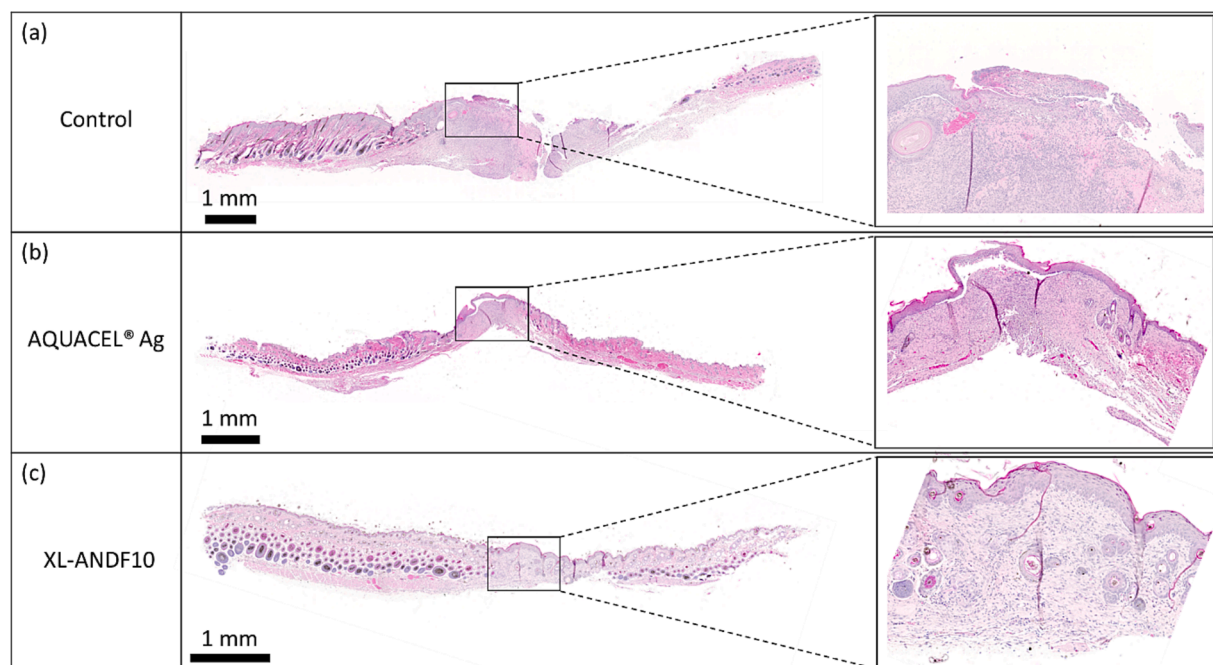 (a)
Control
1 mm
(b)
AQUACEL® Ag
1 mm
(c)
XL-ANDF10
1 mm